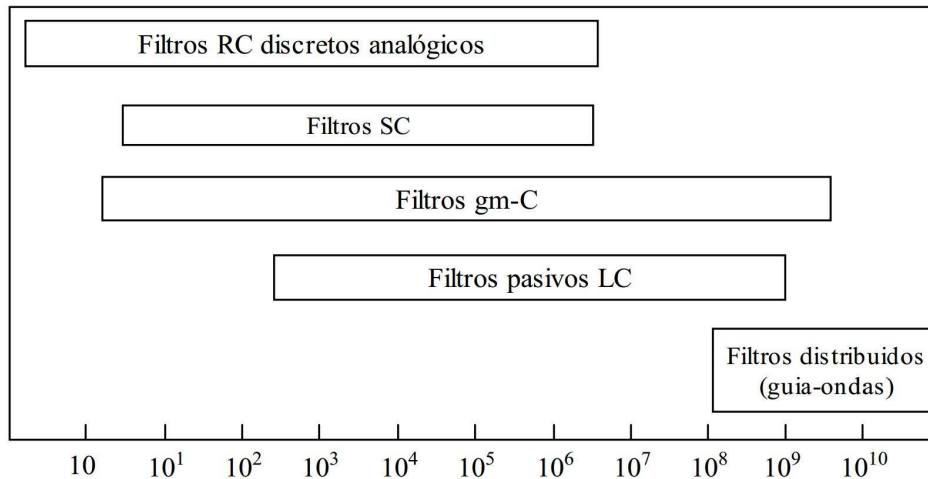 Filtros RC discretos analógicos
Filtros SC
Filtros gm-C
Filtros pasivos LC
Filtros distribuidos
(guia-ondas)
10 10¹ 10² 10³ 10⁴ 10⁵ 10⁶ 10⁷ 10⁸ 10⁹ 10¹⁰